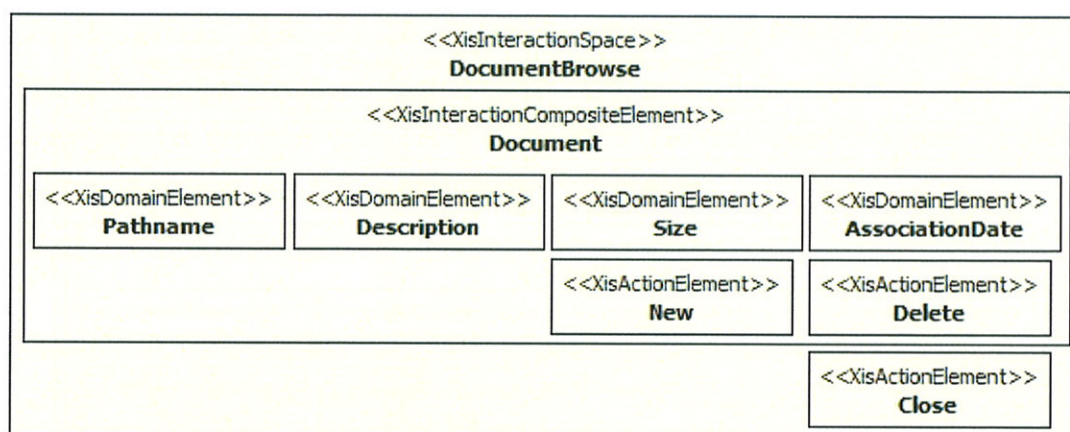 <<XisInteractionSpace>>
DocumentBrowse
<<XisInteractionCompositeElement>>
Document
<<XisDomainElement>> <<XisDomainElement>> <<XisDomainElement>> <<XisDomainElement>>
Pathname Description Size AssociationDate
<<XisActionElement>> <<XisActionElement>>
New Delete
<<XisActionElement>>
Close